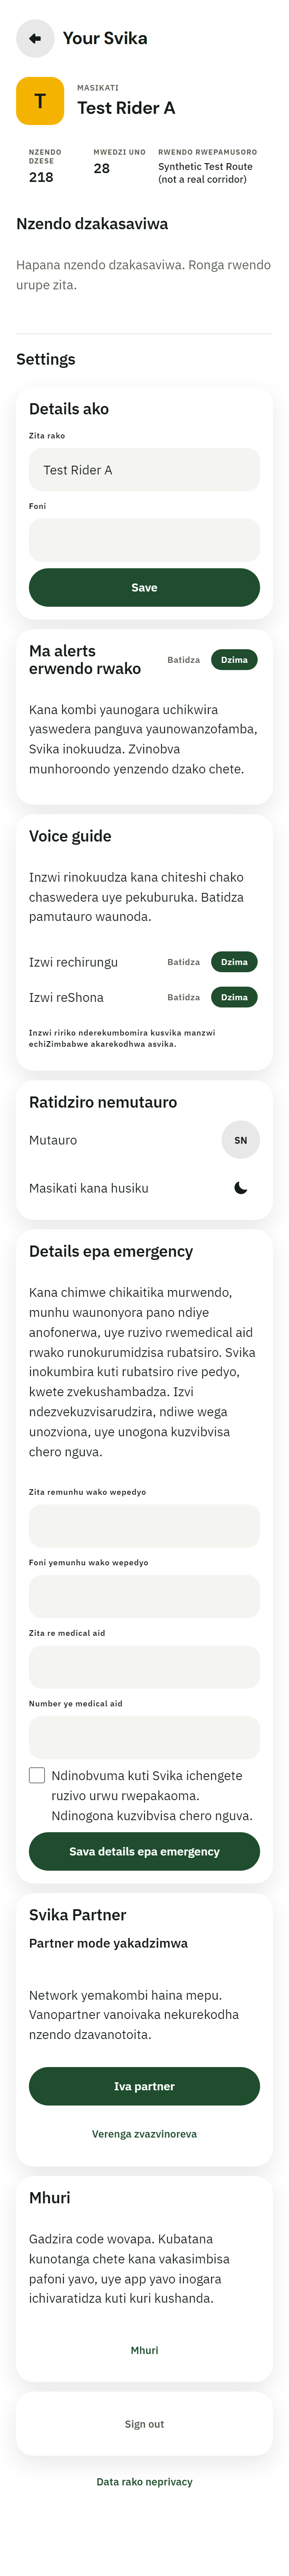 Your Svika
T
MASIKATI
Test Rider A
NZENDO
DZESE
218
MWEDZI UNO
28
RWENDO RWEPAMUSORO
Synthetic Test Route
(not a real corridor)
Nzendo dzakasaviwa
Hapana nzendo dzakasaviwa. Ronga rwendo
urupe zita.
Settings
Details ako
Zita rako
Test Rider A
Foni
Save
Ma alerts
erwendo rwako
Batidza
Dzima
Kana kombi yaunogara uchikwira
yaswedera panguva yaunowanzofamba,
Svika inokuudza. Zvinobva
munhoroondo yenzendo dzako chete.
Voice guide
Inzwi rinokuudza kana chiteshi chako
chaswedera uye pekuburuka. Batidza
pamutauro waunoda.
Izwi rechirungu
Batidza
Dzima
Izwi reShona
Batidza
Dzima
Inzwi ririko nderekumbomira kusvika manzwi
echiZimbabwe akarekodhwa asvika.
Ratidziro nemutauro
Mutauro
SN
Masikati kana husiku
Details epa emergency
Kana chimwe chikaitika murwendo,
munhu waunonyora pano ndiye
anofonerwa, uye ruzivo rwemedical aid
rwako runokurumidzisa rubatsiro. Svika
inokumbira kuti rubatsiro rive pedyo,
kwete zvekushambadza. Izvi
ndezvekuzvisarudzira, ndiwe wega
unozviona, uye unogona kuzvibvisa
chero nguva.
Zita remunhu wako wepedyo
Foni yemunhu wako wepedyo
Zita re medical aid
Number ye medical aid
Ndinobvuma kuti Svika ichengete
ruzivo urwu rwepakaoma.
Ndinogona kuzvibvisa chero nguva.
Sava details epa emergency
Svika Partner
Partner mode yakadzimwa
Network yemakombi haina mepu.
Vanopartner vanoivaka nekurekodha
nzendo dzavanotoita.
Iva partner
Verenga zvazvinoreva
Mhuri
Gadzira code wovapa. Kubatana
kunotanga chete kana vakasimbisa
pafoni yavo, uye app yavo inogara
ichivaratidza kuti kuri kushanda.
Mhuri
Sign out
Data rako neprivacy